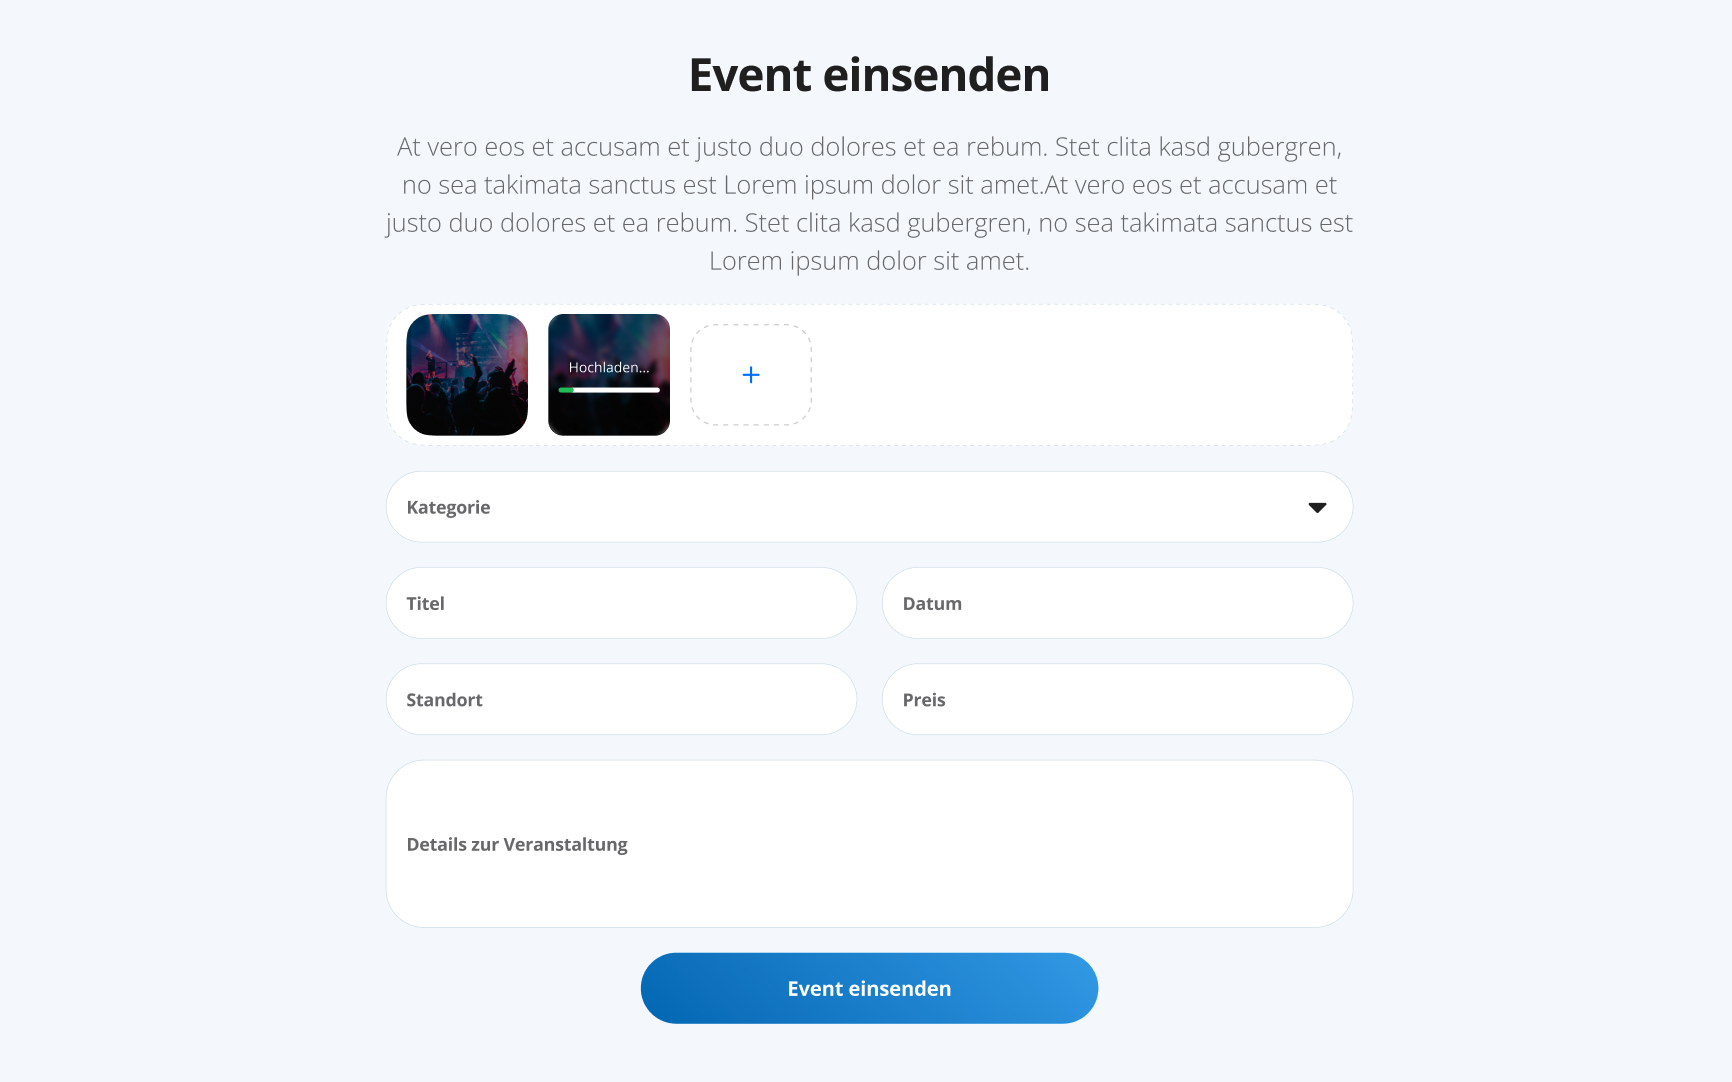 Event einsenden
At vero eos et accusam et justo duo dolores et ea rebum. Stet clita kasd gubergren,
no sea takimata sanctus est Lorem ipsum dolor sit amet.At vero eos et accusam et
justo duo dolores et ea rebum. Stet clita kasd gubergren, no sea takimata sanctus est
Lorem ipsum dolor sit amet.
Hochladen...
+
Kategorie
Titel
Datum
Standort
Preis
Details zur Veranstaltung
Event einsenden